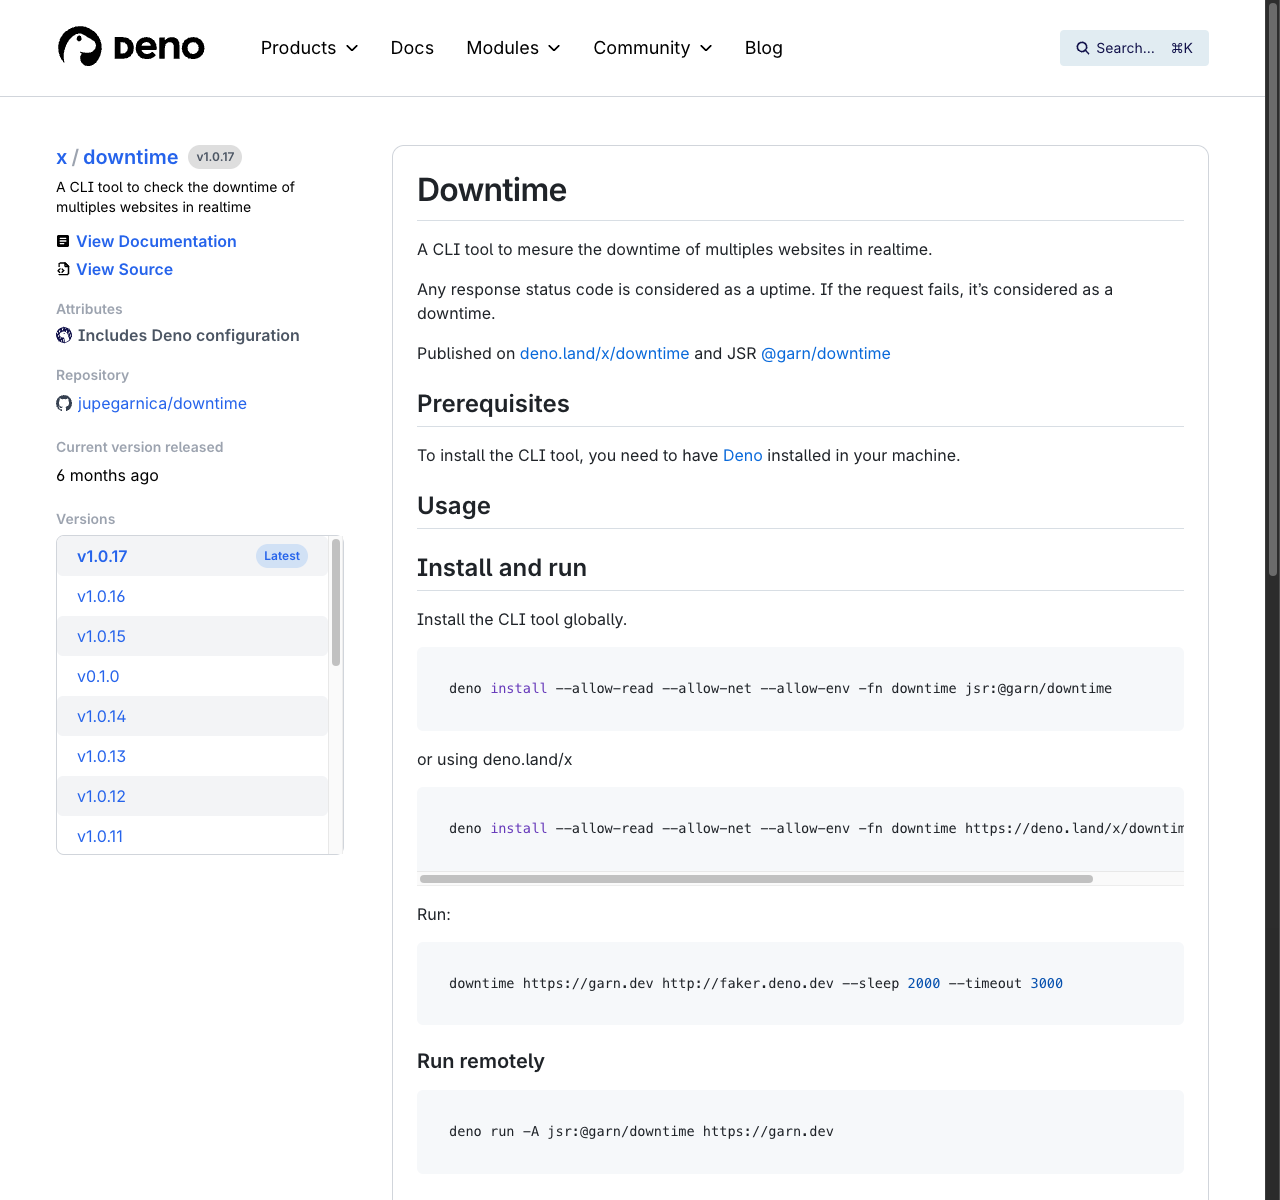 DENO
Products
Docs
Modules
Community
Blog
Search... ⌘K
x / downtime v1.0.17
A CLI tool to check the downtime of
multiples websites in realtime
View Documentation
View Source
Attributes
Includes Deno configuration
Repository
jupegarnica/downtime
Current version released
6 months ago
Versions
v1.0.17 Latest
v1.0.16
v1.0.15
v0.1.0
v1.0.14
v1.0.13
v1.0.12
v1.0.11
Downtime
A CLI tool to mesure the downtime of multiples websites in realtime.
Any response status code is considered as a uptime. If the request fails, it’s considered as a
downtime.
Published on deno.land/x/downtime and JSR @garn/downtime
Prerequisites
To install the CLI tool, you need to have Deno installed in your machine.
Usage
Install and run
Install the CLI tool globally.
deno install --allow-read --allow-net --allow-env -fn downtime jsr:@garn/downtime
or using deno.land/x
deno install --allow-read --allow-net --allow-env -fn downtime https://deno.land/x/downtim
Run:
downtime https://garn.dev http://faker.deno.dev --sleep 2000 --timeout 3000
Run remotely
deno run -A jsr:@garn/downtime https://garn.dev